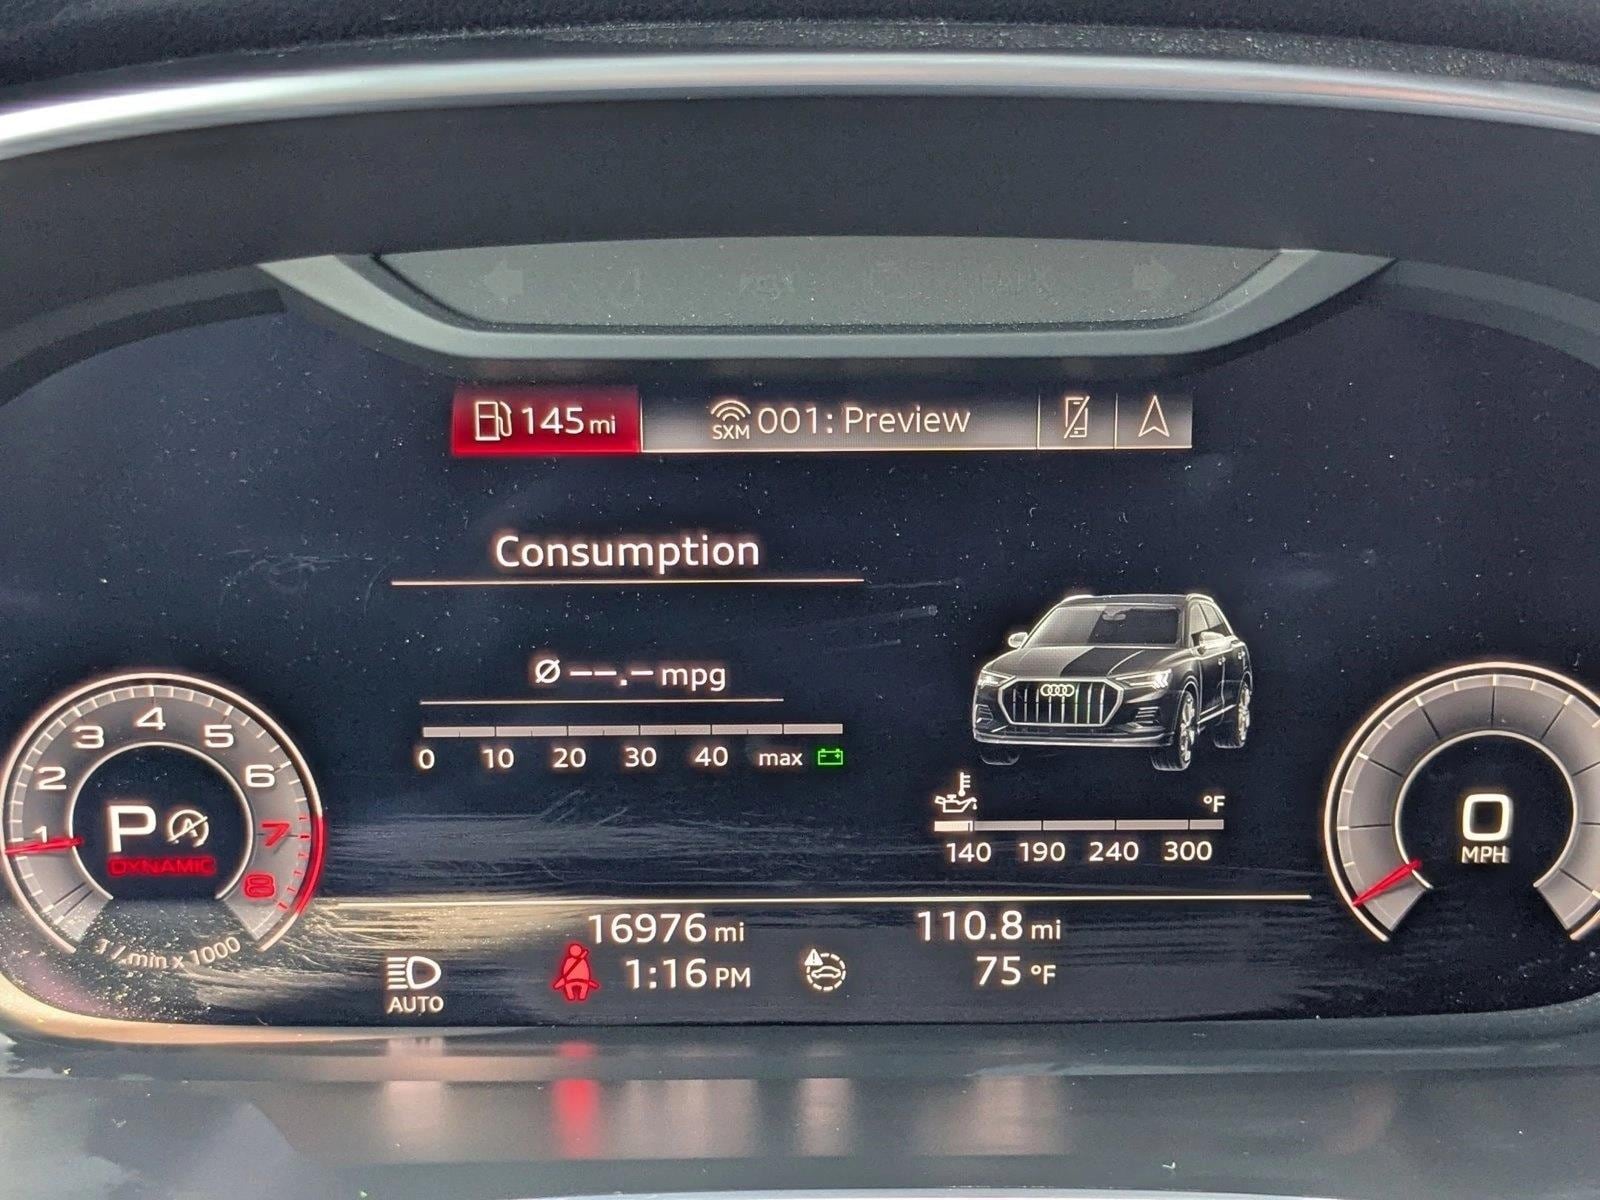 145 mi SXM 001: Preview
Consumption
Ø --.- mpg
0 10 20 30 40 max
°F
140 190 240 300
1 2 3 4 5 6 7 8
P A
DYNAMIC
1/min x 1000
0
MPH
16976 mi 110.8 mi
AUTO 1:16 PM 75 °F